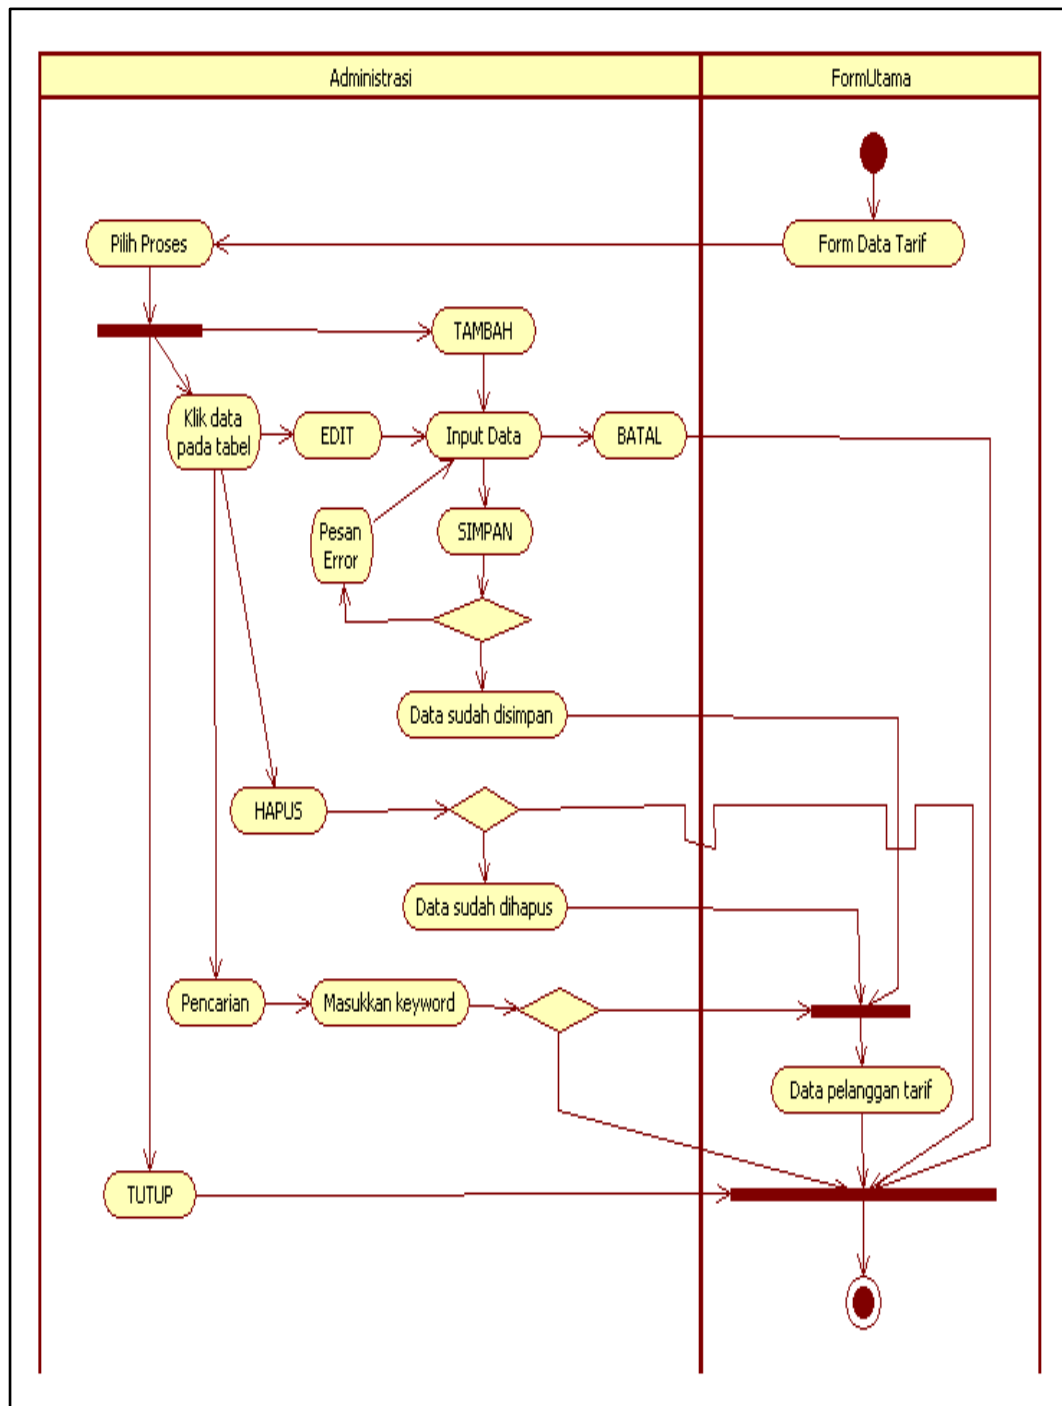 Administrasi
FormUtama
Pilih Proses
Form Data Tarif
TAMBAH
Klik data
pada tabel
EDIT
Input Data
BATAL
Pesan
Error
SIMPAN
Data sudah disimpan
HAPUS
Data sudah dihapus
Pencarian
Masukkan keyword
Data pelanggan tarif
TUTUP